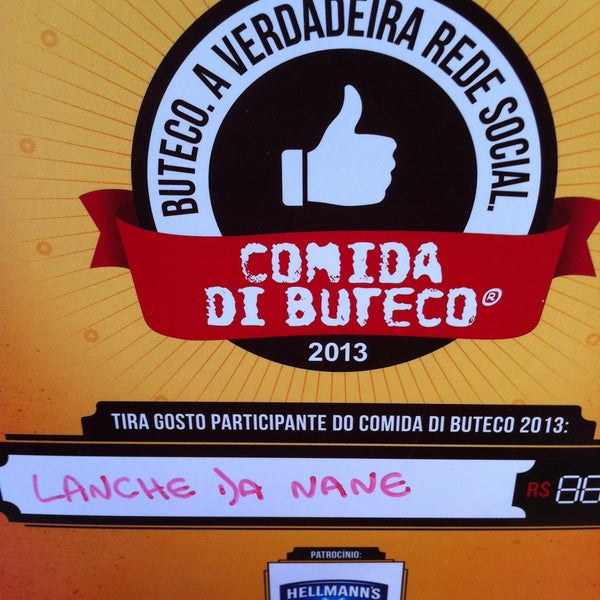 BUTECO. A VERDADEIRA REDE SOCIAL.
COMIDA
DI BUTECO®
2013
TIRA GOSTO PARTICIPANTE DO COMIDA DI BUTECO 2013:
LANCHE DA NANE
R$
PATROCÍNIO:
HELLMANN'S